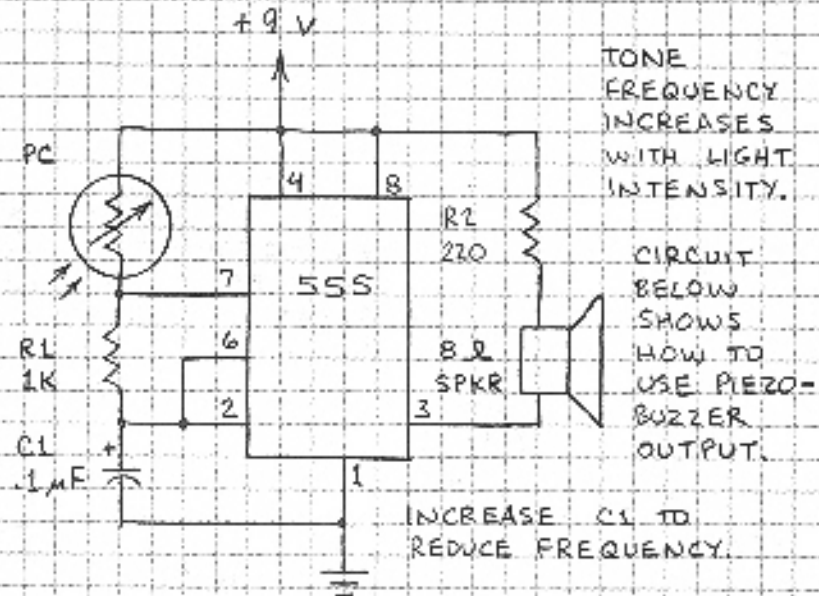 +9 V
TONE
FREQUENCY
INCREASES
WITH LIGHT
INTENSITY.
PC
4
8
R2
220
CIRCUIT
BELOW
SHOWS
HOW TO
USE PIEZO-
BUZZER
OUTPUT.
7
555
6
R1
1K
8 Ω
SPKR
2
3
C1
+
.1 μF
1
INCREASE C1 TO
REDUCE FREQUENCY.